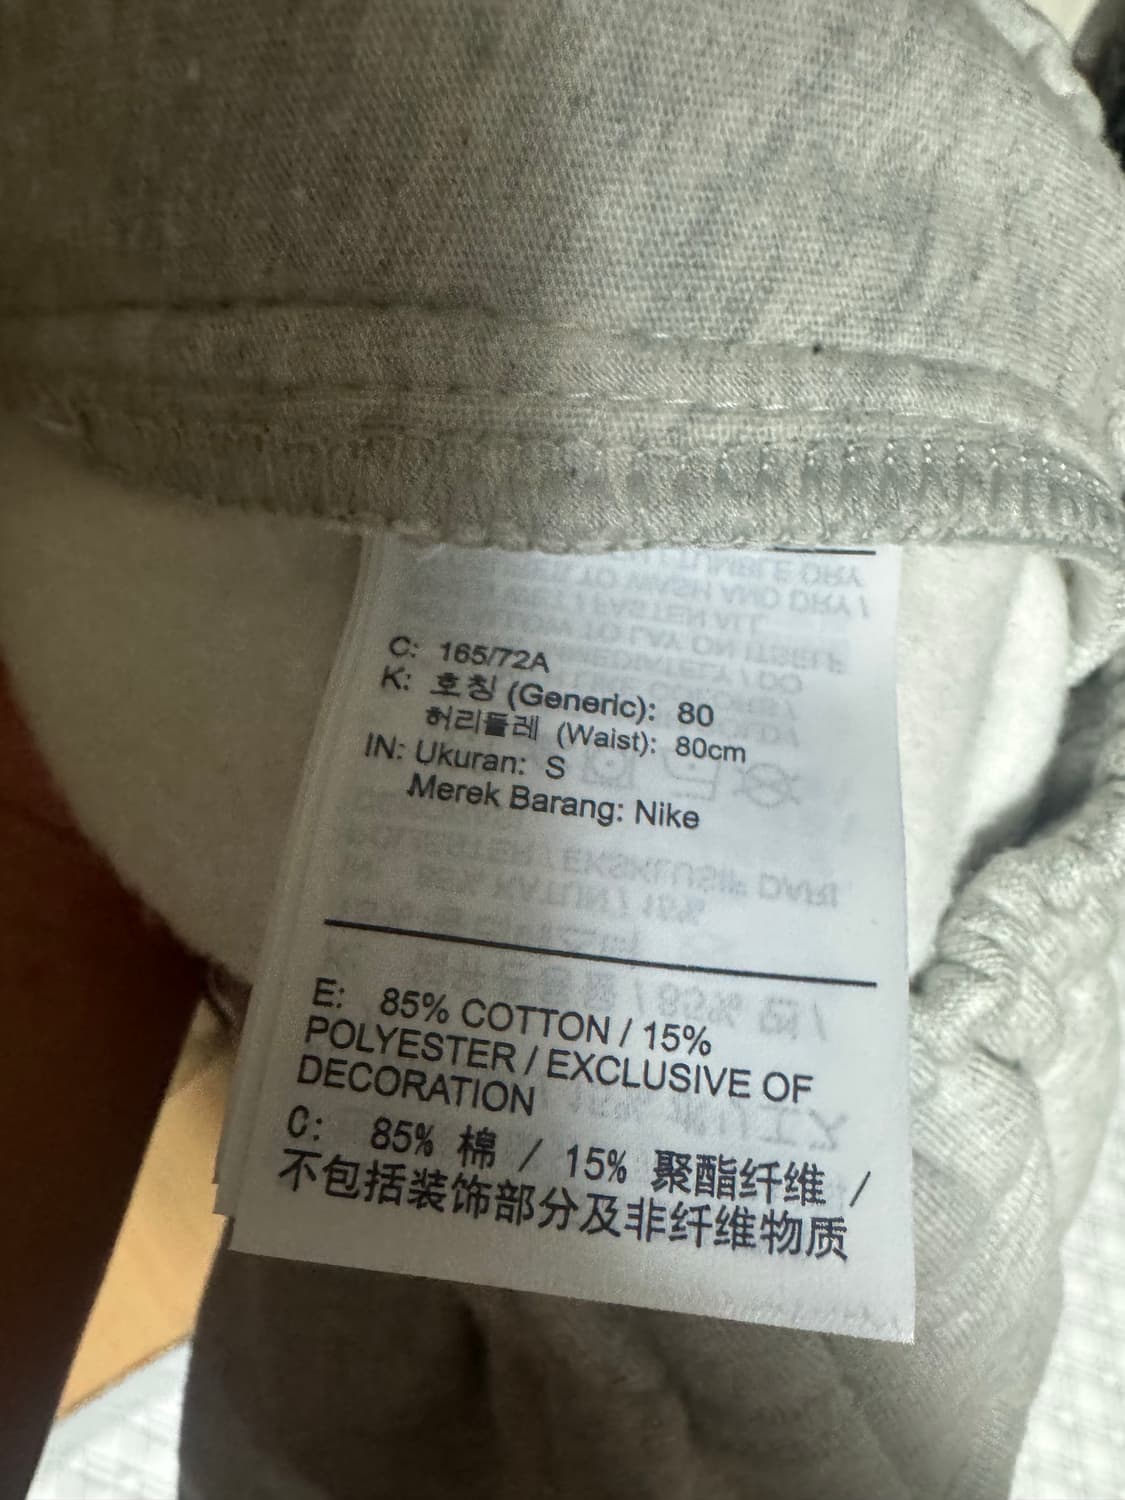 C: 165/72A
K: 호칭 (Generic): 80
허리둘레 (Waist): 80cm
IN: Ukuran: S
Merek Barang: Nike
E: 85% COTTON / 15%
POLYESTER / EXCLUSIVE OF
DECORATION
C: 85% 棉 / 15% 聚酯纤维 /
不包括装饰部分及非纤维物质